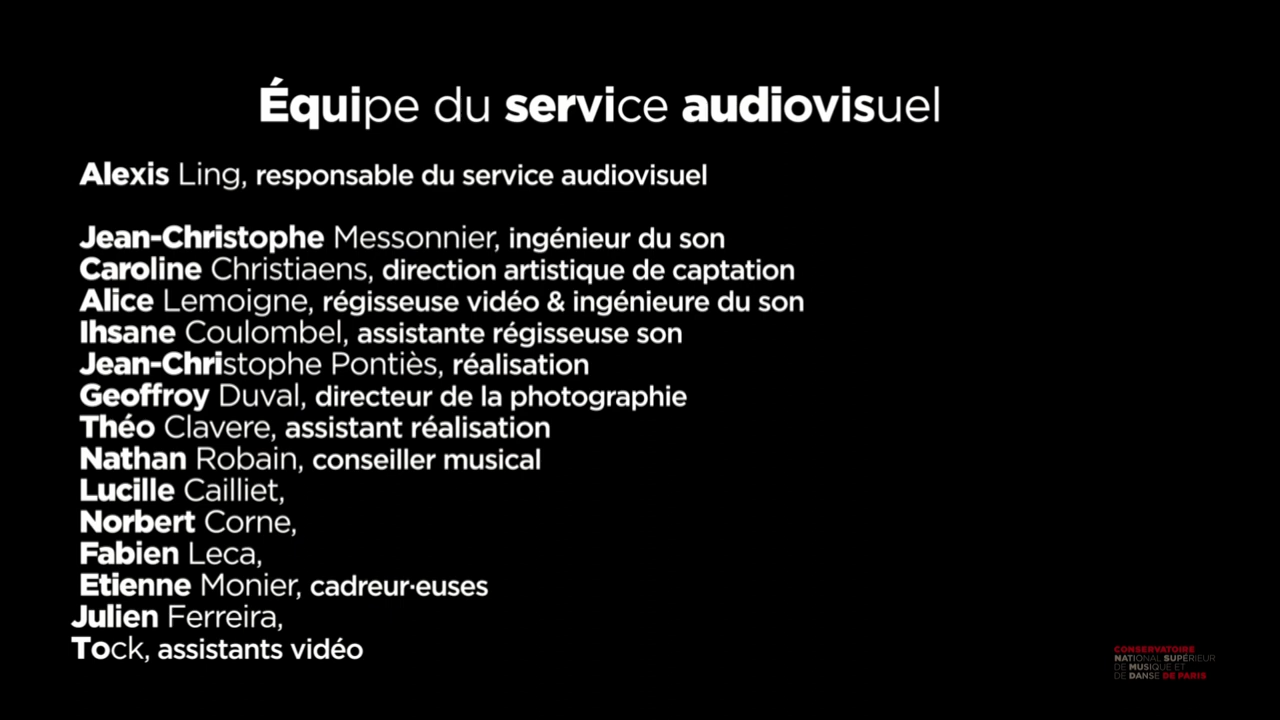 Équipe du service audiovisuel
Alexis Ling, responsable du service audiovisuel
Jean-Christophe Messonnier, ingénieur du son
Caroline Christiaens, direction artistique de captation
Alice Lemoigne, régisseuse vidéo & ingénieure du son
Ihsane Coulombel, assistante régisseuse son
Jean-Christophe Pontiès, réalisation
Geoffroy Duval, directeur de la photographie
Théo Clavere, assistant réalisation
Nathan Robain, conseiller musical
Lucille Cailliet,
Norbert Corne,
Fabien Leca,
Etienne Monier, cadreur·euses
Julien Ferreira,
Tock, assistants vidéo
CONSERVATOIRE
NATIONAL SUPÉRIEUR
DE MUSIQUE ET
DE DANSE DE PARIS